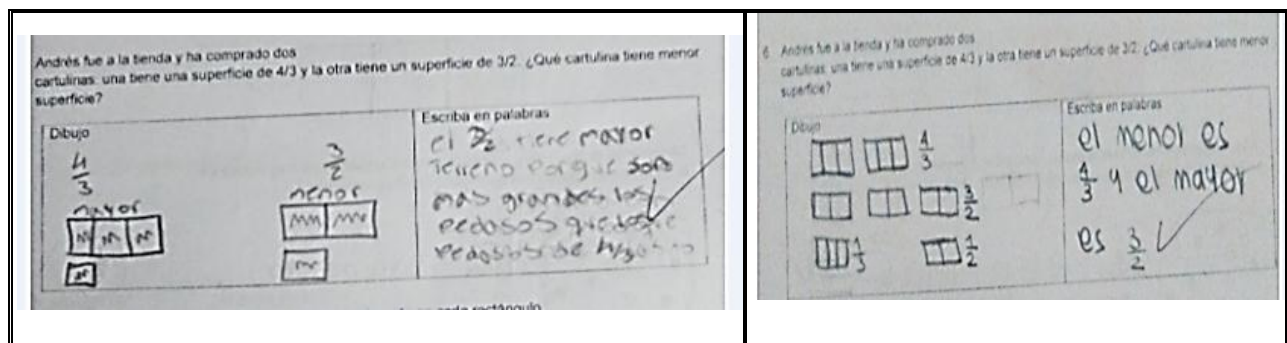 Andrés fue a la tienda y ha comprado dos
cartulinas: una tiene una superficie de 4/3 y la otra tiene un superficie de 3/2. ¿Qué cartulina tiene menor
superficie?
Dibujo
4/3
mayor
3/2
menor
Escriba en palabras
el 3/2 tiene mayor
Terreno porque son
mas grandes los
pedosos que los
pedosos de
6 Andrés fue a la tienda y ha comprado dos
cartulinas: una tiene una superficie de 4/3 y la otra tiene un superficie de 3/2. ¿Qué cartulina tiene menor
superficie?
Dibujo
4/3
3/2
1/3
1/2
Escriba en palabras
el menor es
4/3 y el mayor
es 3/2